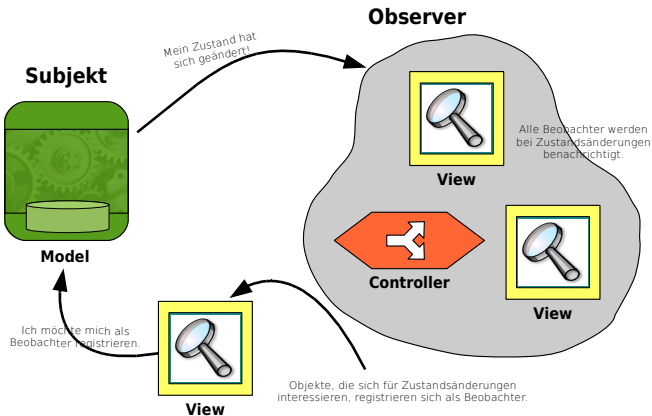 Observer
Mein Zustand hat
sich geändert!
Subjekt
Alle Beobachter werden
bei Zustandsänderungen
benachrichtigt.
View
Model
Controller
View
Ich möchte mich als
Beobachter registrieren.
Objekte, die sich für Zustandsänderungen
interessieren, registrieren sich als Beobachter.
View